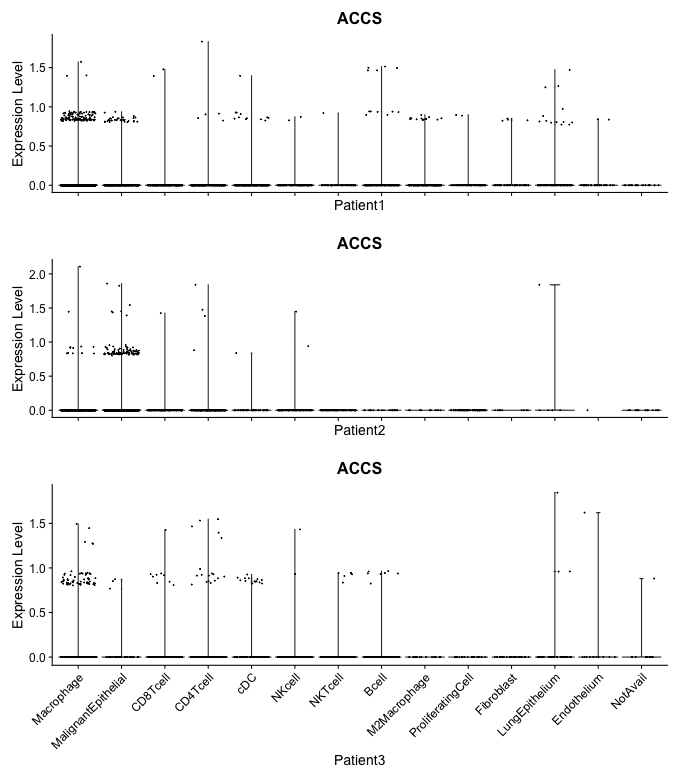 ACCS
Expression Level
1.5
1.0
0.5
0.0
Patient1
ACCS
Expression Level
2.0
1.5
1.0
0.5
0.0
Patient2
ACCS
Expression Level
1.5
1.0
0.5
0.0
Macrophage
MalignantEpithelial
CD8Tcell
CD4Tcell
cDC
NKcell
NKTcell
Bcell
M2Macrophage
ProliferatingCell
Fibroblast
LungEpithelium
Endothelium
NotAvail
Patient3